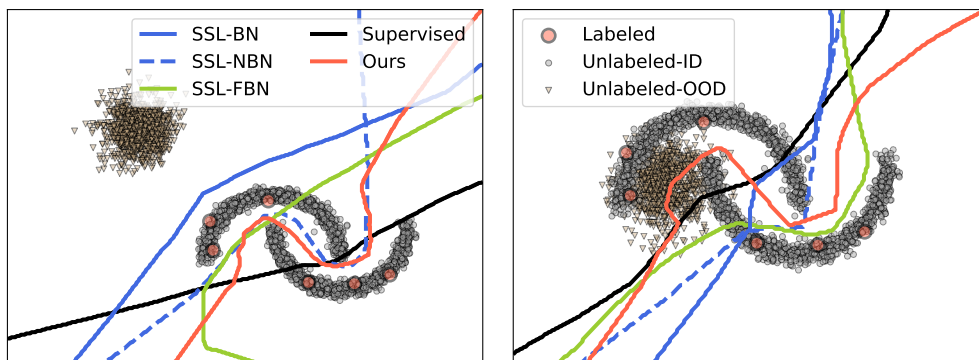 SSL-BN
SSL-NBN
SSL-FBN
Supervised
Ours
Labeled
Unlabeled-ID
Unlabeled-OOD